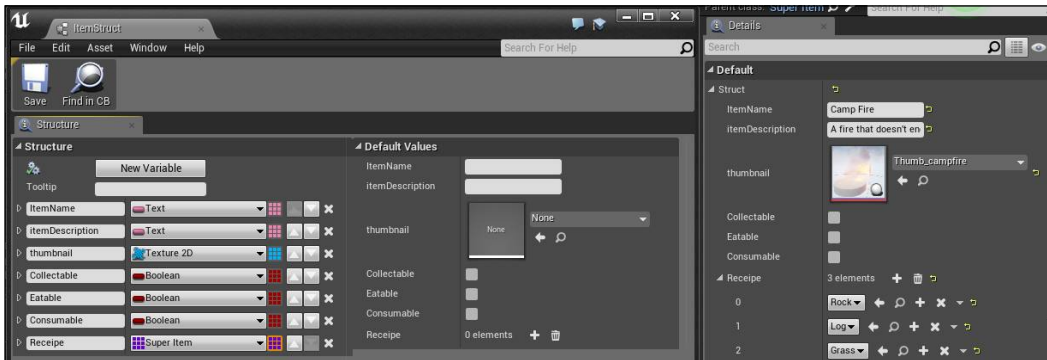 ItemStruct
File Edit Asset Window Help
Search For Help
Save Find in CB
Structure
Structure
New Variable
Tooltip
ItemName Text
itemDescription Text
thumbnail Texture 2D
Collectable Boolean
Eatable Boolean
Consumable Boolean
Receipe Super Item
Default Values
ItemName
itemDescription
thumbnail None None
Collectable
Eatable
Consumable
Receipe 0 elements
Parent class: Super Item Search For Help
Details
Search
Default
Struct
ItemName Camp Fire
itemDescription A fire that doesn't en
thumbnail Thumb_campfire
Collectable
Eatable
Consumable
Receipe 3 elements
0 Rock
1 Log
2 Grass